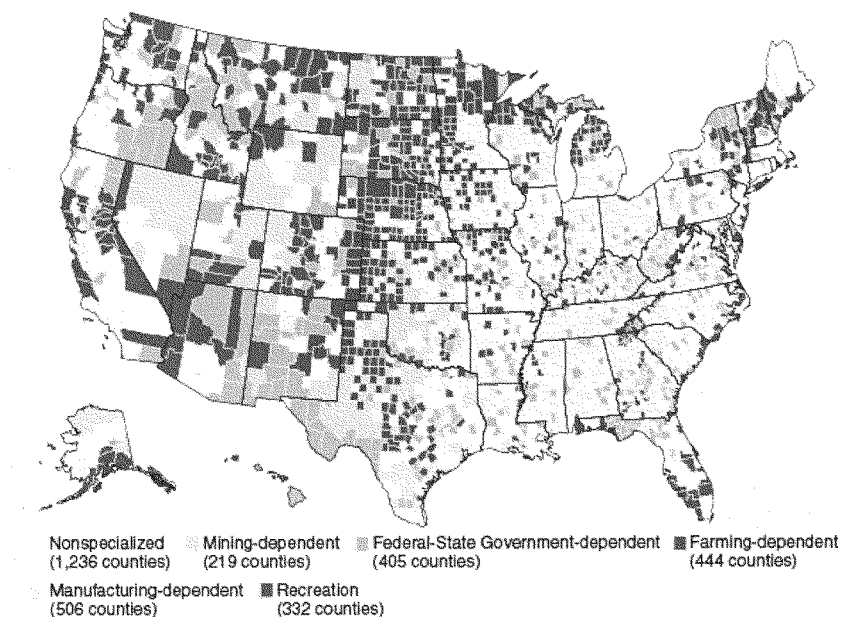 Nonspecialized Mining-dependent Federal-State Government-dependent Farming-dependent
(1,236 counties) (219 counties) (405 counties) (444 counties)
Manufacturing-dependent Recreation
(506 counties) (332 counties)